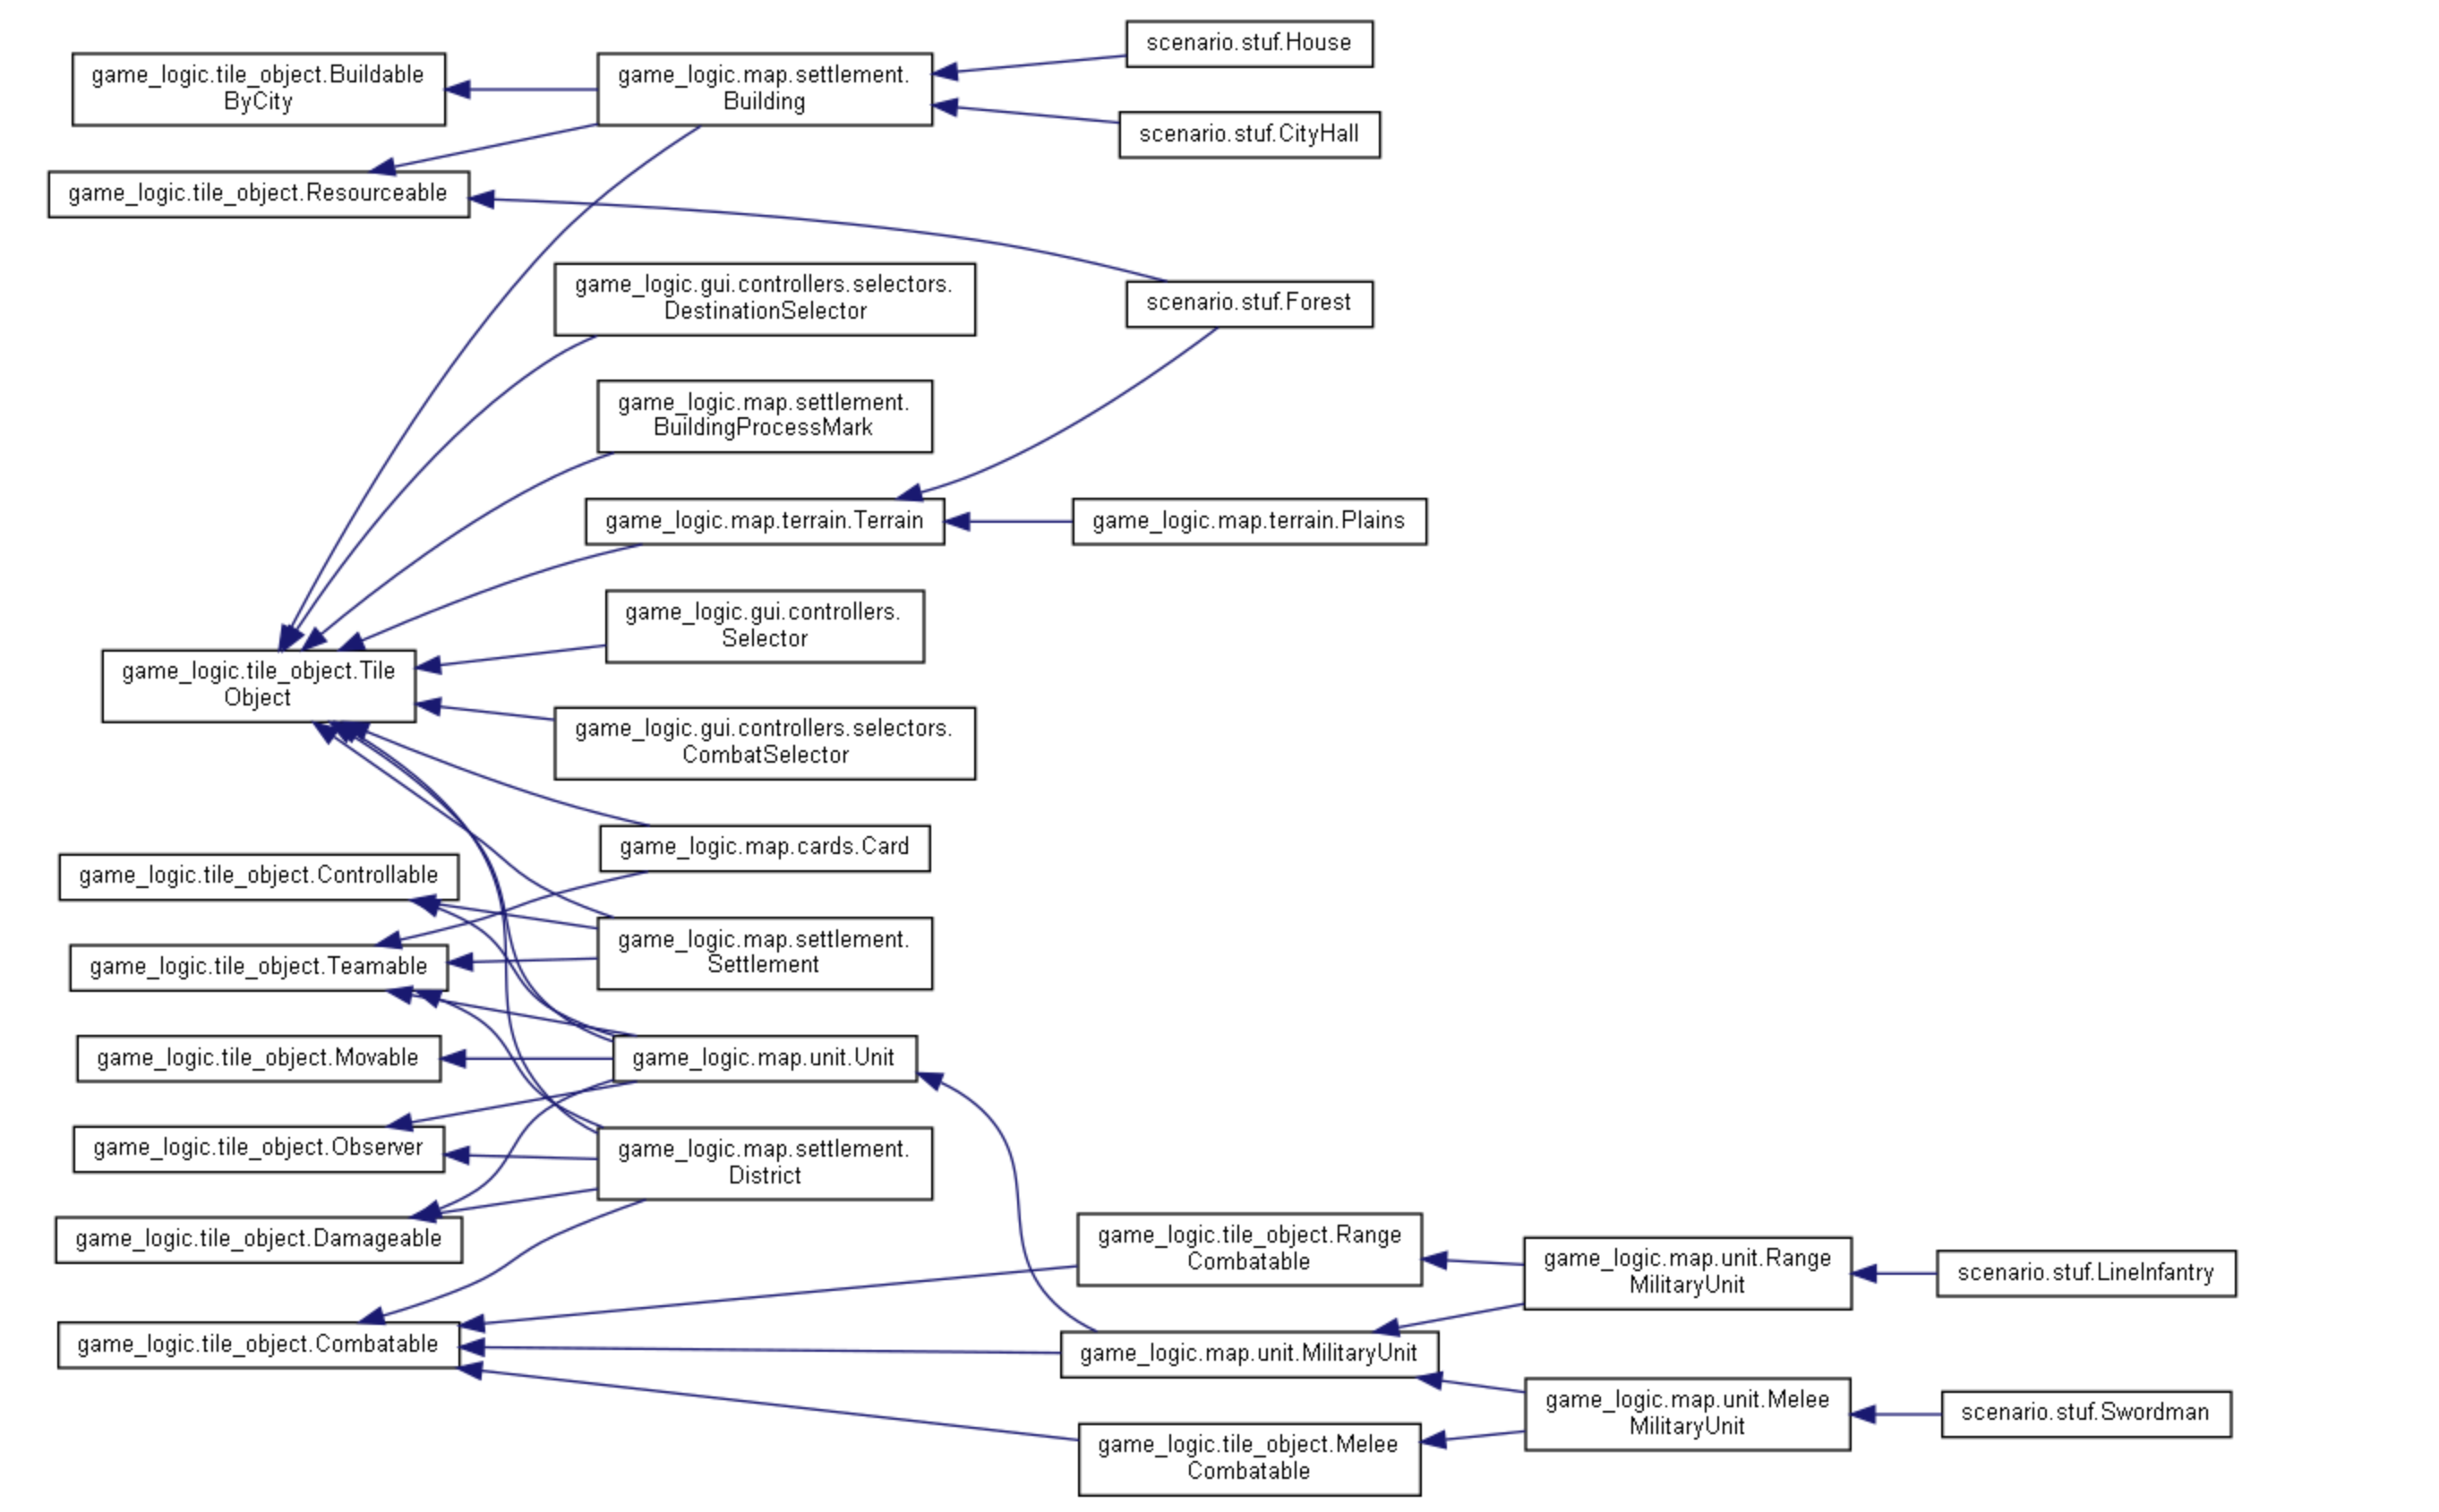 scenario.stuf.House
game_logic.tile_object.Buildable
ByCity
game_logic.map.settlement.
Building
scenario.stuf.CityHall
game_logic.tile_object.Resourceable
game_logic.gui.controllers.selectors.
DestinationSelector
scenario.stuf.Forest
game_logic.map.settlement.
BuildingProcessMark
game_logic.map.terrain.Terrain
game_logic.map.terrain.Plains
game_logic.gui.controllers.
Selector
game_logic.tile_object.Tile
Object
game_logic.gui.controllers.selectors.
CombatSelector
game_logic.map.cards.Card
game_logic.tile_object.Controllable
game_logic.map.settlement.
Settlement
game_logic.tile_object.Teamable
game_logic.tile_object.Movable
game_logic.map.unit.Unit
game_logic.tile_object.Observer
game_logic.map.settlement.
District
game_logic.tile_object.Damageable
game_logic.tile_object.Range
Combatable
game_logic.map.unit.Range
MilitaryUnit
scenario.stuf.LineInfantry
game_logic.tile_object.Combatable
game_logic.map.unit.MilitaryUnit
game_logic.map.unit.Melee
MilitaryUnit
scenario.stuf.Swordman
game_logic.tile_object.Melee
Combatable